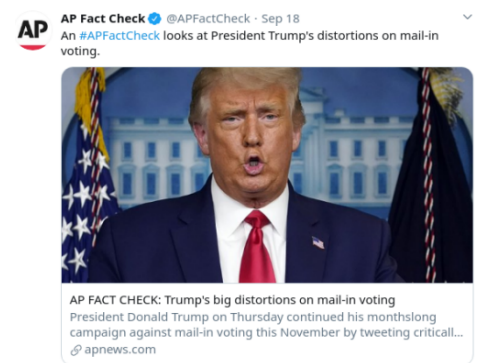 AP
AP Fact Check @APFactCheck · Sep 18
An #APFactCheck looks at President Trump's distortions on mail-in
voting.
AP FACT CHECK: Trump's big distortions on mail-in voting
President Donald Trump on Thursday continued his monthslong
campaign against mail-in voting this November by tweeting criticall...
apnews.com